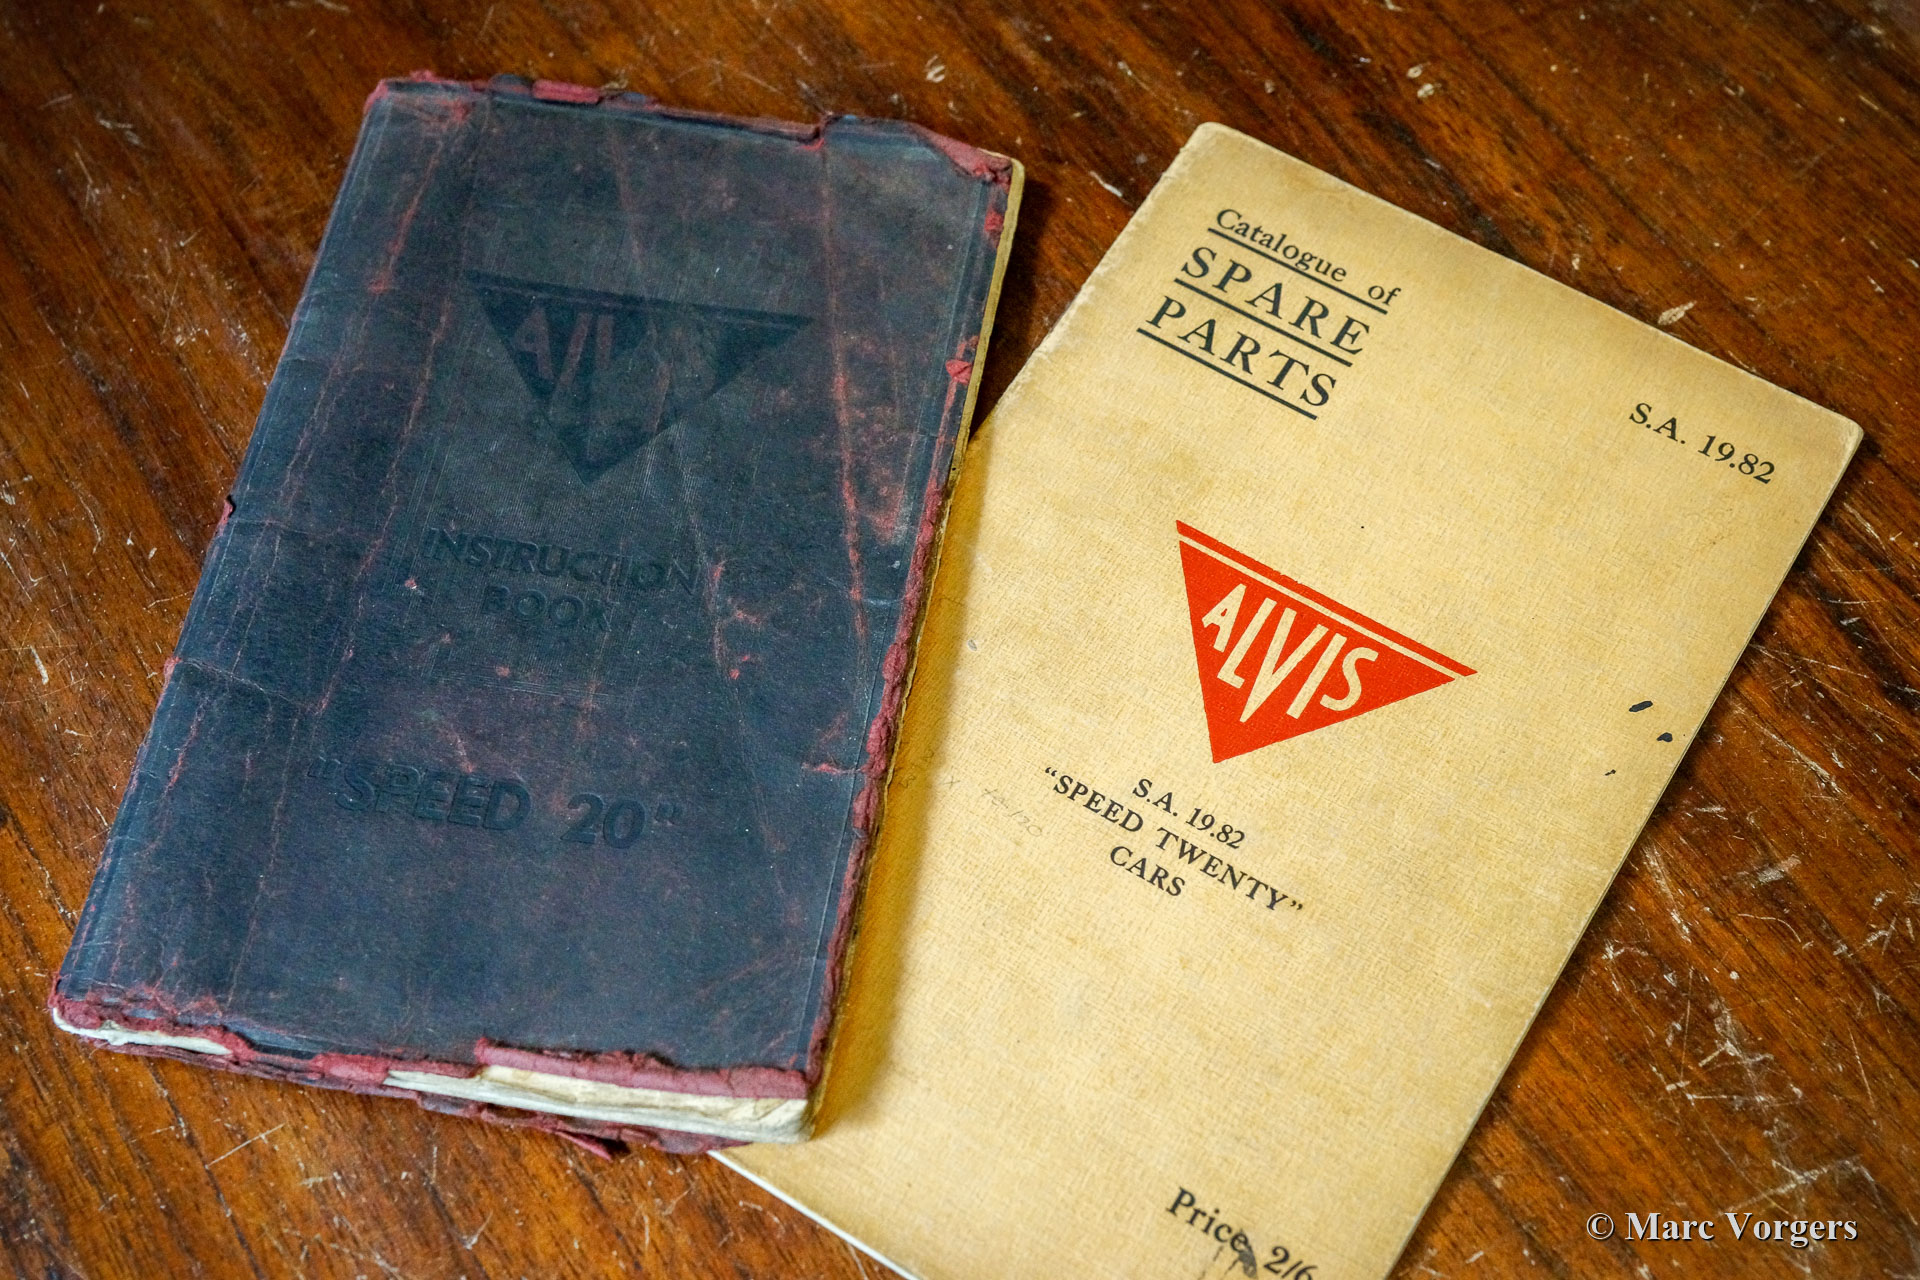 ALVIS
INSTRUCTION
BOOK
"SPEED 20"
Catalogue of
SPARE
PARTS
S.A. 19.82
ALVIS
S.A. 19.82
“SPEED TWENTY”
CARS
Price 2/6
© Marc Vorgers